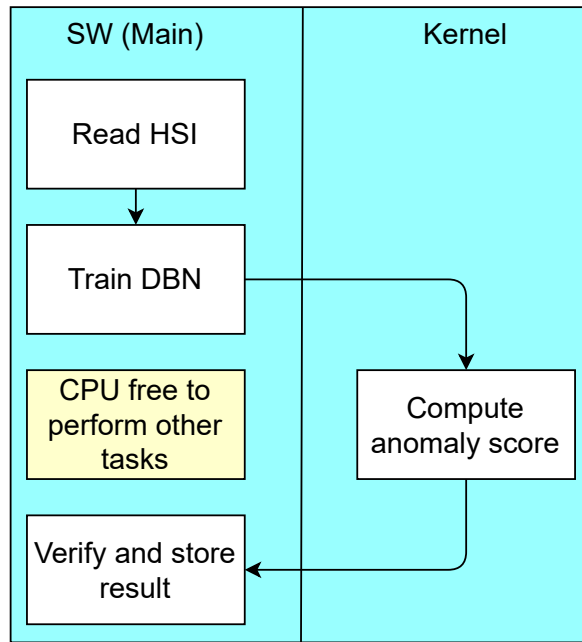 SW (Main)
Kernel
Read HSI
Train DBN
CPU free to
perform other
tasks
Compute
anomaly score
Verify and store
result